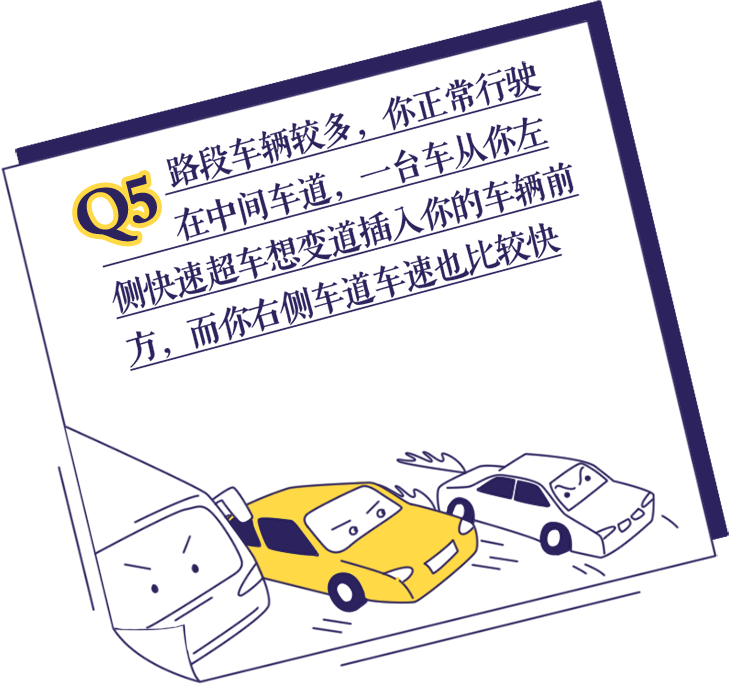 Q5 路段车辆较多，你正常行驶
在中间车道，一台车从你左
侧快速超车想变道插入你的车辆前
方，而你右侧车道车速也比较快